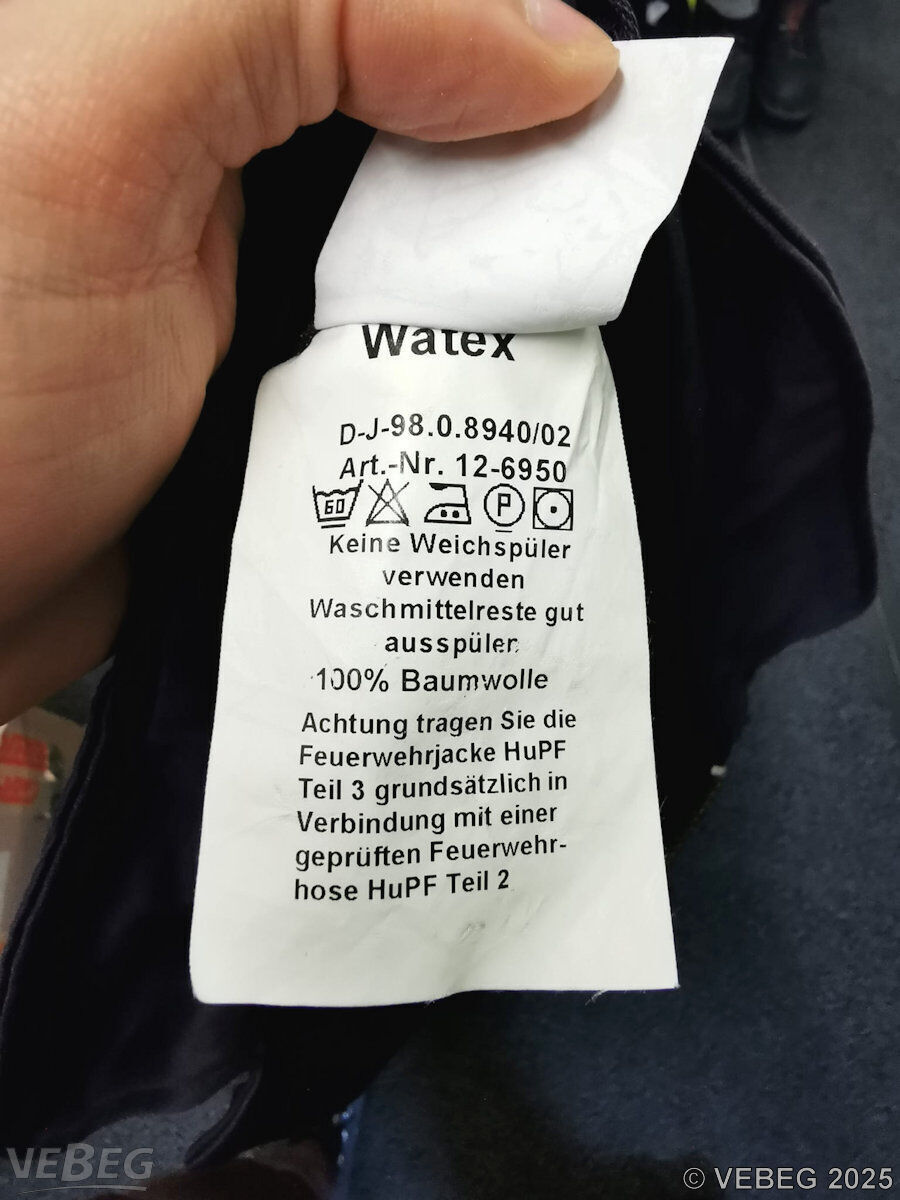 Watex
D-J-98.0.8940/02
Art.-Nr. 12-6950
60 P
Keine Weichspüler
verwenden
Waschmittelreste gut
ausspülen
100% Baumwolle
Achtung tragen Sie die
Feuerwehrjacke HuPF
Teil 3 grundsätzlich in
Verbindung mit einer
geprüften Feuerwehr-
hose HuPF Teil 2
VEBEG
© VEBEG 2025